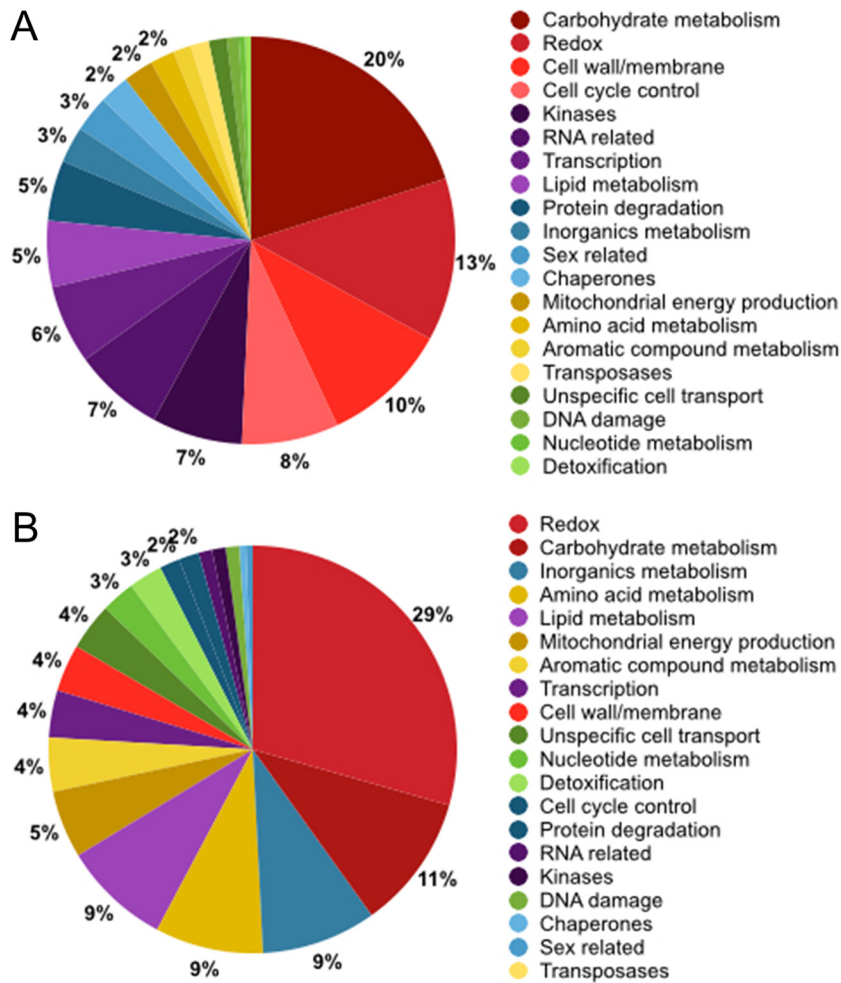 A
20%
13%
10%
8%
7%
7%
6%
5%
5%
3%
3%
2%
2%
2%
Carbohydrate metabolism
Redox
Cell wall/membrane
Cell cycle control
Kinases
RNA related
Transcription
Lipid metabolism
Protein degradation
Inorganics metabolism
Sex related
Chaperones
Mitochondrial energy production
Amino acid metabolism
Aromatic compound metabolism
Transposases
Unspecific cell transport
DNA damage
Nucleotide metabolism
Detoxification
B
29%
11%
9%
9%
9%
5%
4%
4%
4%
4%
3%
3%
2%
2%
Redox
Carbohydrate metabolism
Inorganics metabolism
Amino acid metabolism
Lipid metabolism
Mitochondrial energy production
Aromatic compound metabolism
Transcription
Cell wall/membrane
Unspecific cell transport
Nucleotide metabolism
Detoxification
Cell cycle control
Protein degradation
RNA related
Kinases
DNA damage
Chaperones
Sex related
Transposases